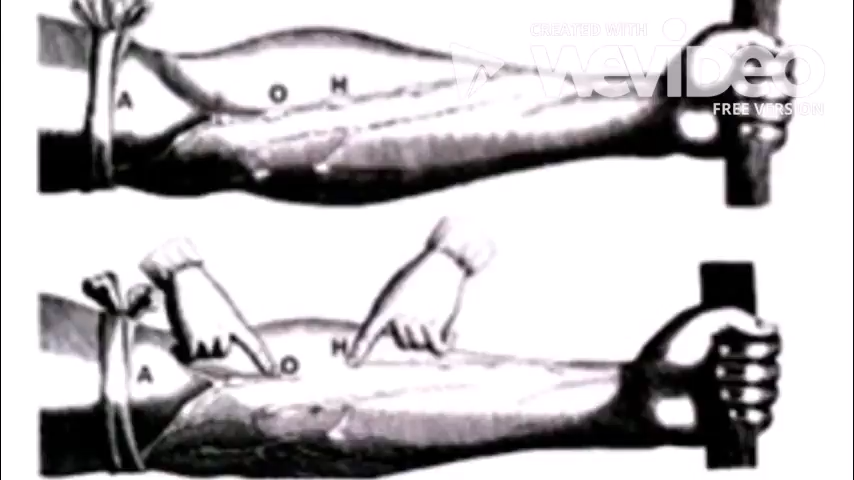 CREATED WITH
WeVideo
FREE VERSION
A
O
H
A
O
H